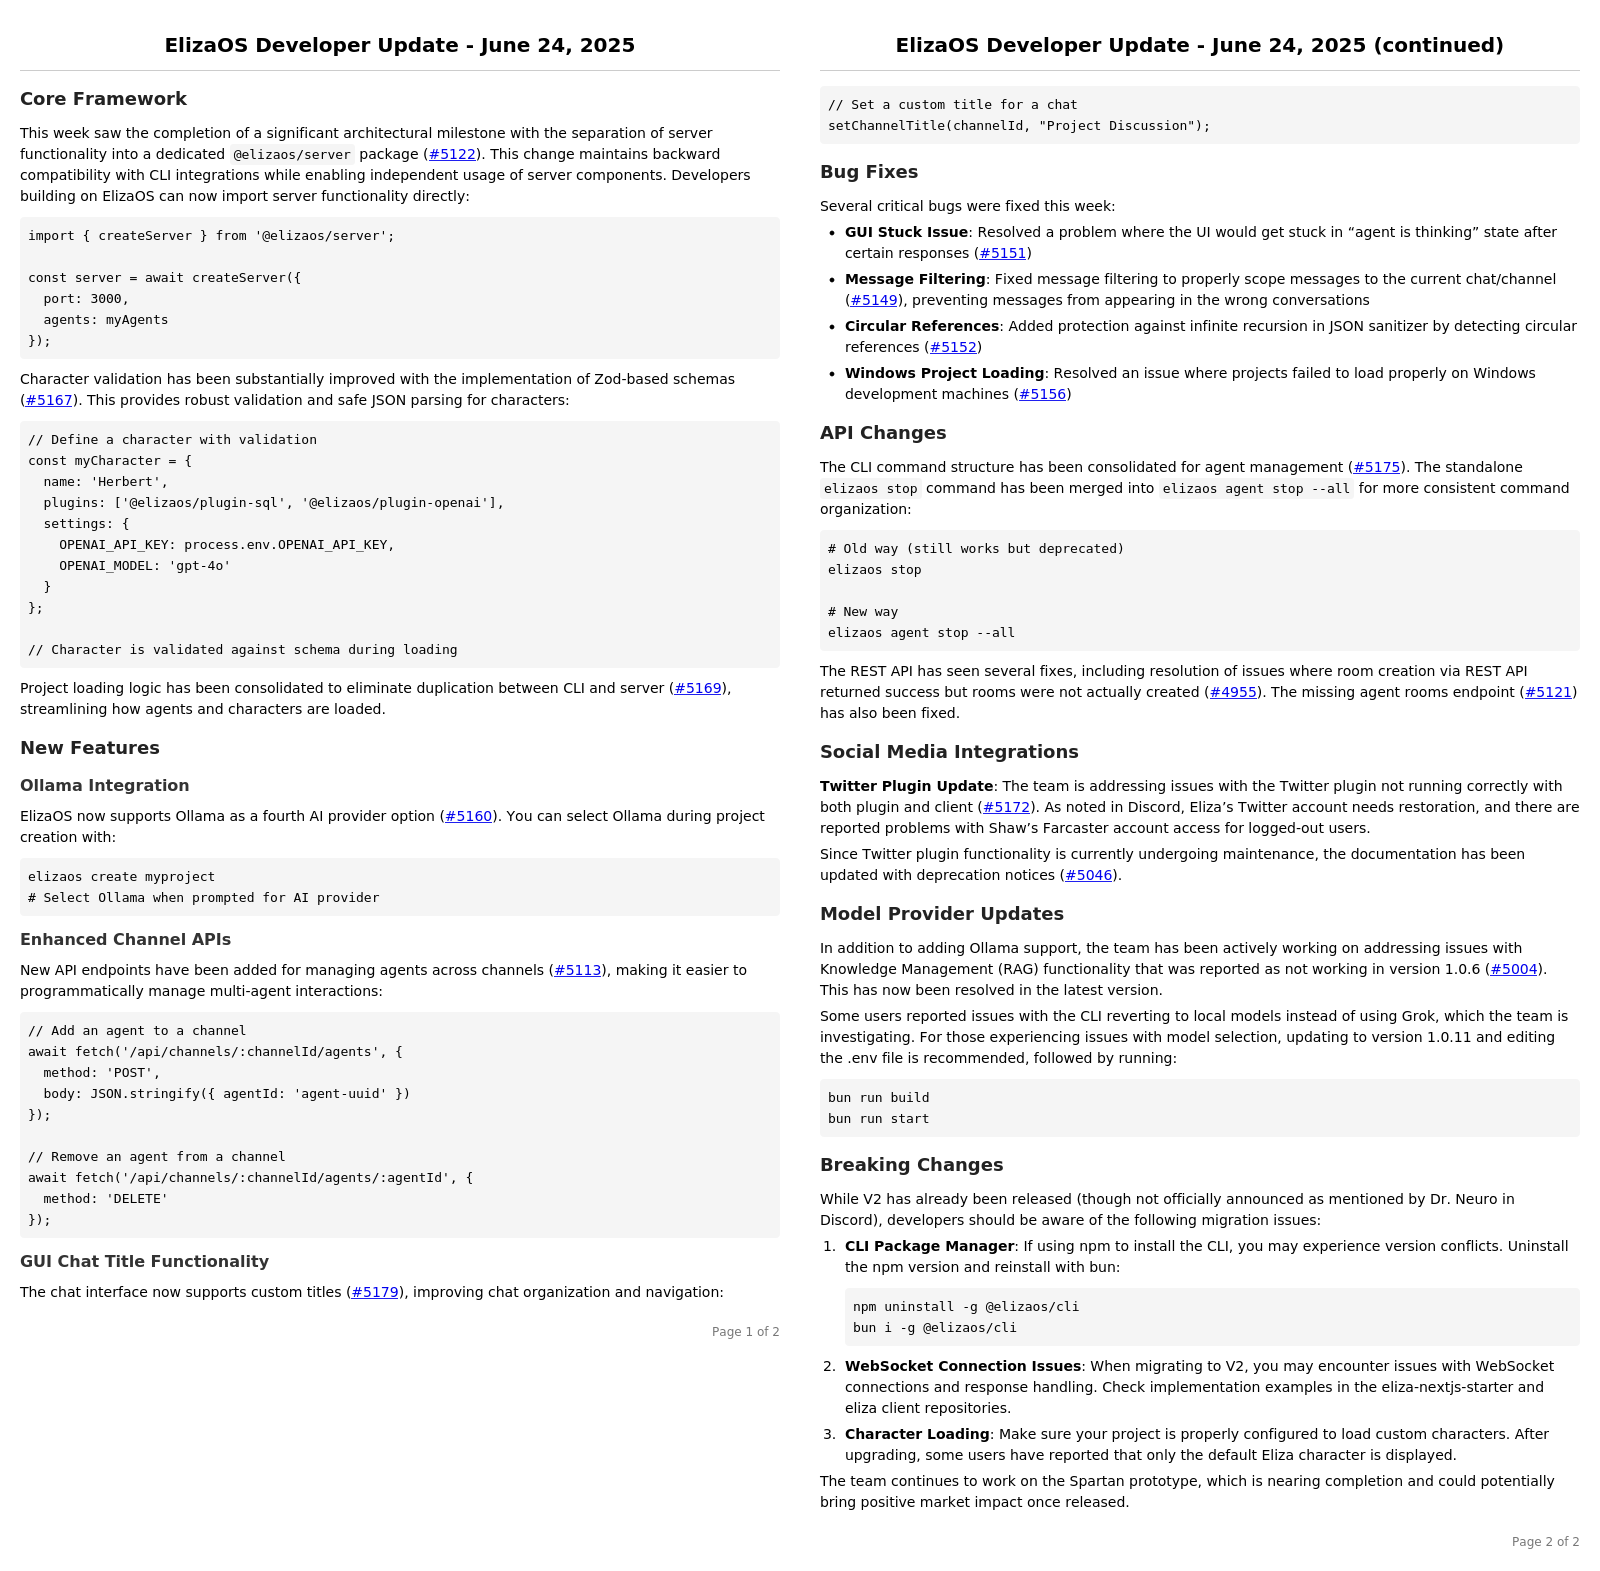 ElizaOS Developer Update - June 24, 2025
Core Framework
This week saw the completion of a significant architectural milestone with the separation of server
functionality into a dedicated @elizaos/server package (#5122). This change maintains backward
compatibility with CLI integrations while enabling independent usage of server components. Developers
building on ElizaOS can now import server functionality directly:
import { createServer } from '@elizaos/server';
const server = await createServer({
  port: 3000,
  agents: myAgents
});
Character validation has been substantially improved with the implementation of Zod-based schemas
(#5167). This provides robust validation and safe JSON parsing for characters:
// Define a character with validation
const myCharacter = {
  name: 'Herbert',
  plugins: ['@elizaos/plugin-sql', '@elizaos/plugin-openai'],
  settings: {
    OPENAI_API_KEY: process.env.OPENAI_API_KEY,
    OPENAI_MODEL: 'gpt-4o'
  }
};
// Character is validated against schema during loading
Project loading logic has been consolidated to eliminate duplication between CLI and server (#5169),
streamlining how agents and characters are loaded.
New Features
Ollama Integration
ElizaOS now supports Ollama as a fourth AI provider option (#5160). You can select Ollama during project
creation with:
elizaos create myproject
# Select Ollama when prompted for AI provider
Enhanced Channel APIs
New API endpoints have been added for managing agents across channels (#5113), making it easier to
programmatically manage multi-agent interactions:
// Add an agent to a channel
await fetch('/api/channels/:channelId/agents', {
  method: 'POST',
  body: JSON.stringify({ agentId: 'agent-uuid' })
});
// Remove an agent from a channel
await fetch('/api/channels/:channelId/agents/:agentId', {
  method: 'DELETE'
});
GUI Chat Title Functionality
The chat interface now supports custom titles (#5179), improving chat organization and navigation:
Page 1 of 2
ElizaOS Developer Update - June 24, 2025 (continued)
// Set a custom title for a chat
setChannelTitle(channelId, "Project Discussion");
Bug Fixes
Several critical bugs were fixed this week:
• GUI Stuck Issue: Resolved a problem where the UI would get stuck in “agent is thinking” state after
certain responses (#5151)
• Message Filtering: Fixed message filtering to properly scope messages to the current chat/channel
(#5149), preventing messages from appearing in the wrong conversations
• Circular References: Added protection against infinite recursion in JSON sanitizer by detecting circular
references (#5152)
• Windows Project Loading: Resolved an issue where projects failed to load properly on Windows
development machines (#5156)
API Changes
The CLI command structure has been consolidated for agent management (#5175). The standalone
elizaos stop command has been merged into elizaos agent stop --all for more consistent command
organization:
# Old way (still works but deprecated)
elizaos stop
# New way
elizaos agent stop --all
The REST API has seen several fixes, including resolution of issues where room creation via REST API
returned success but rooms were not actually created (#4955). The missing agent rooms endpoint (#5121)
has also been fixed.
Social Media Integrations
Twitter Plugin Update: The team is addressing issues with the Twitter plugin not running correctly with
both plugin and client (#5172). As noted in Discord, Eliza’s Twitter account needs restoration, and there are
reported problems with Shaw’s Farcaster account access for logged-out users.
Since Twitter plugin functionality is currently undergoing maintenance, the documentation has been
updated with deprecation notices (#5046).
Model Provider Updates
In addition to adding Ollama support, the team has been actively working on addressing issues with
Knowledge Management (RAG) functionality that was reported as not working in version 1.0.6 (#5004).
This has now been resolved in the latest version.
Some users reported issues with the CLI reverting to local models instead of using Grok, which the team is
investigating. For those experiencing issues with model selection, updating to version 1.0.11 and editing
the .env file is recommended, followed by running:
bun run build
bun run start
Breaking Changes
While V2 has already been released (though not officially announced as mentioned by Dr. Neuro in
Discord), developers should be aware of the following migration issues:
1. CLI Package Manager: If using npm to install the CLI, you may experience version conflicts. Uninstall
the npm version and reinstall with bun:
npm uninstall -g @elizaos/cli
bun i -g @elizaos/cli
2. WebSocket Connection Issues: When migrating to V2, you may encounter issues with WebSocket
connections and response handling. Check implementation examples in the eliza-nextjs-starter and
eliza client repositories.
3. Character Loading: Make sure your project is properly configured to load custom characters. After
upgrading, some users have reported that only the default Eliza character is displayed.
The team continues to work on the Spartan prototype, which is nearing completion and could potentially
bring positive market impact once released.
Page 2 of 2